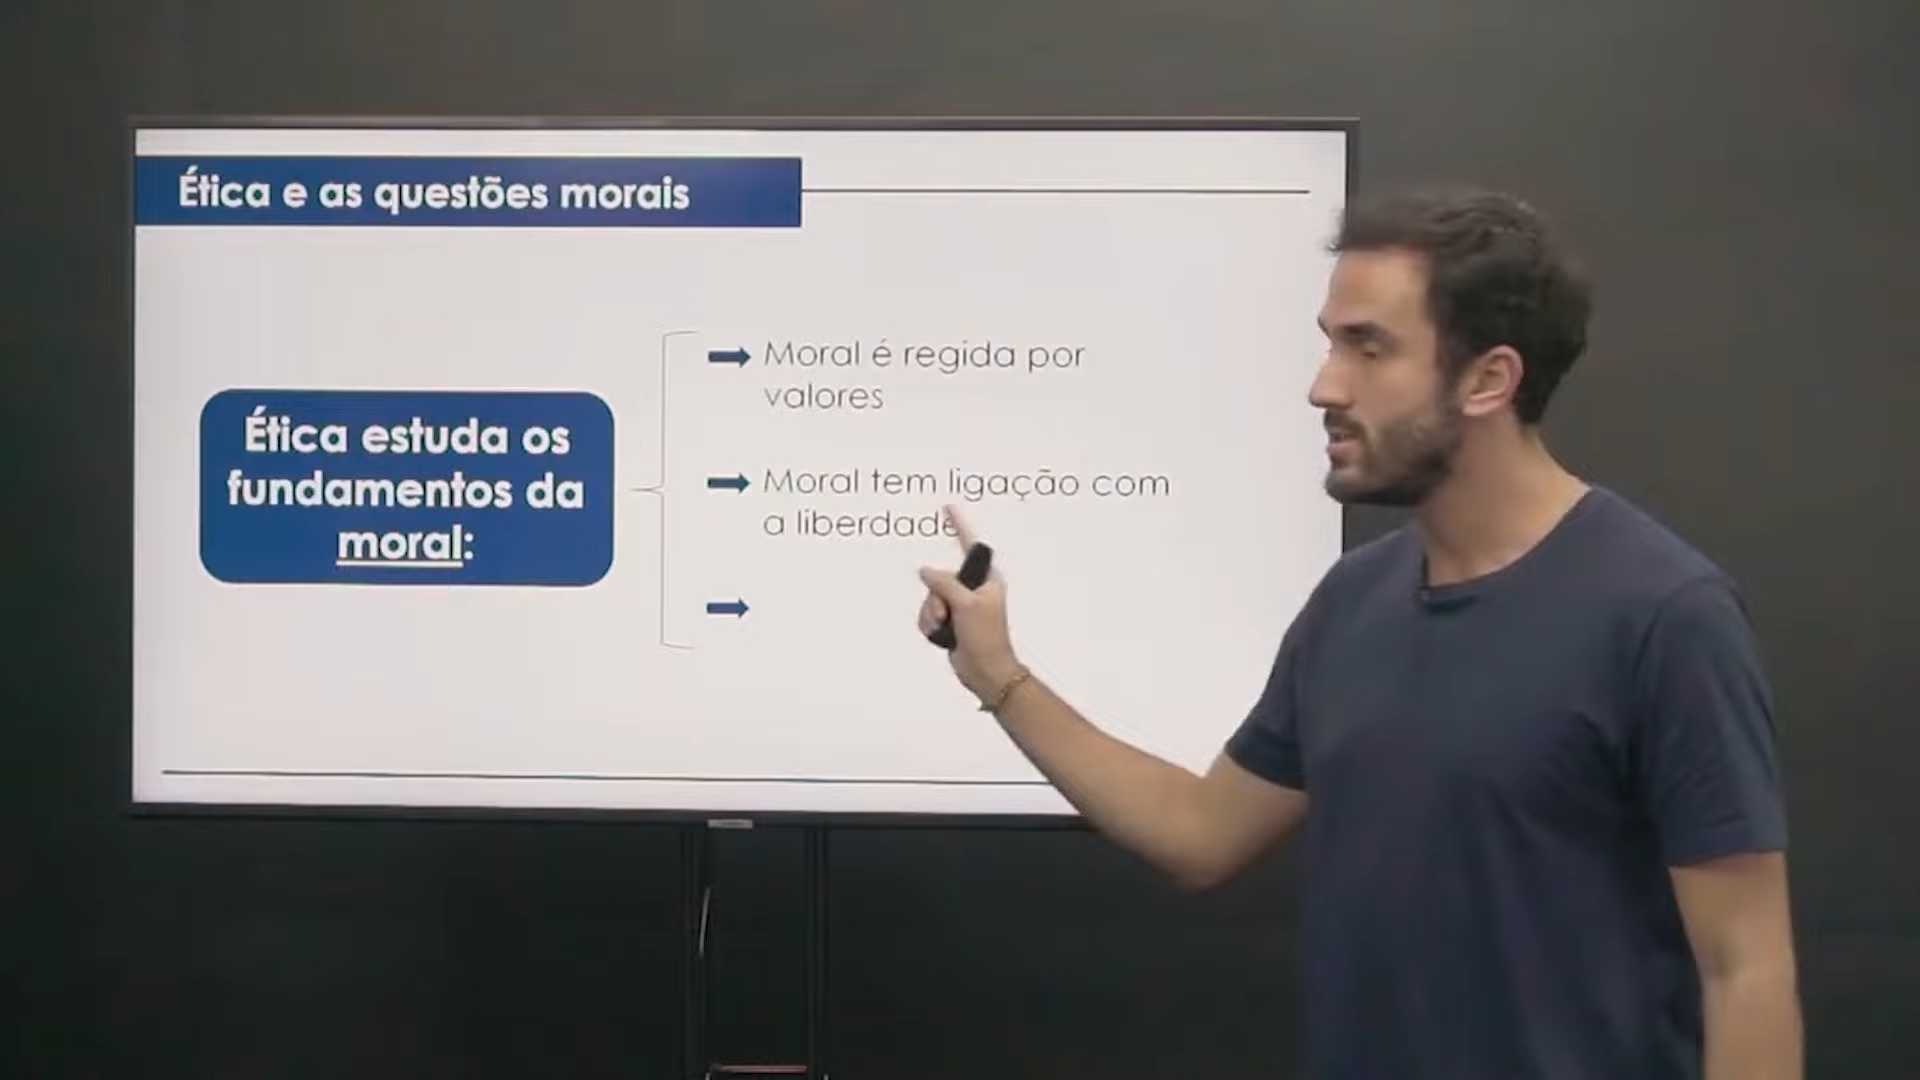 Ética e as questões morais
Ética estuda os
fundamentos da
moral:
Moral é regida por
valores
Moral tem ligação com
a liberdade